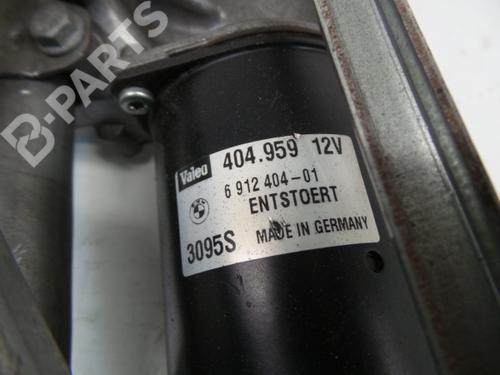 B-PARTS
Valeo 404.959 12V
6 912 404-01
ENTSTOERT
3095S MADE IN GERMANY